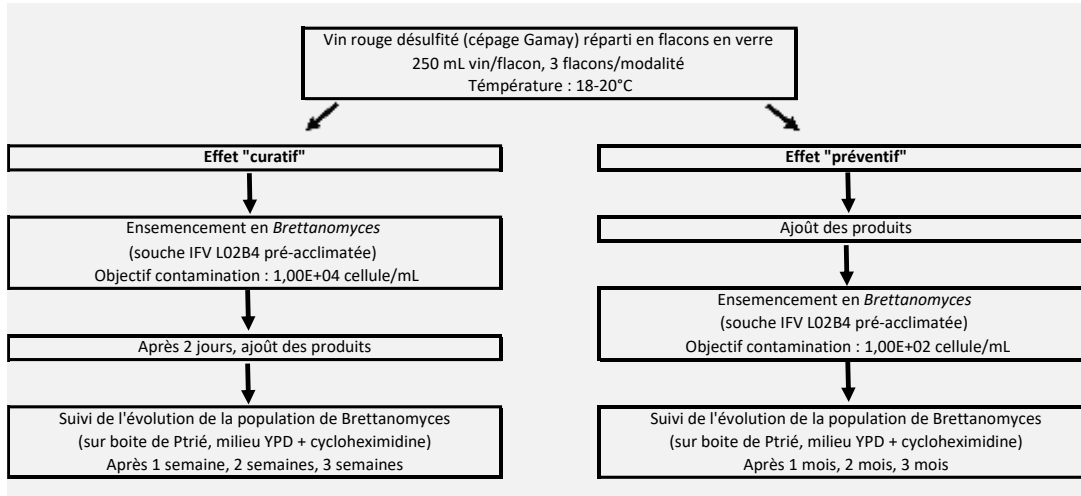 Vin rouge désulfité (cépage Gamay) réparti en flacons en verre
250 mL vin/flacon, 3 flacons/modalité
Témpérature : 18-20°C
Effet "curatif"
Ensemencement en Brettanomyces
(souche IFV L02B4 pré-acclimatée)
Objectif contamination : 1,00E+04 cellule/mL
Après 2 jours, ajoût des produits
Suivi de l'évolution de la population de Brettanomyces
(sur boite de Ptrié, milieu YPD + cycloheximidine)
Après 1 semaine, 2 semaines, 3 semaines
Effet "préventif"
Ajoût des produits
Ensemencement en Brettanomyces
(souche IFV L02B4 pré-acclimatée)
Objectif contamination : 1,00E+02 cellule/mL
Suivi de l'évolution de la population de Brettanomyces
(sur boite de Ptrié, milieu YPD + cycloheximidine)
Après 1 mois, 2 mois, 3 mois